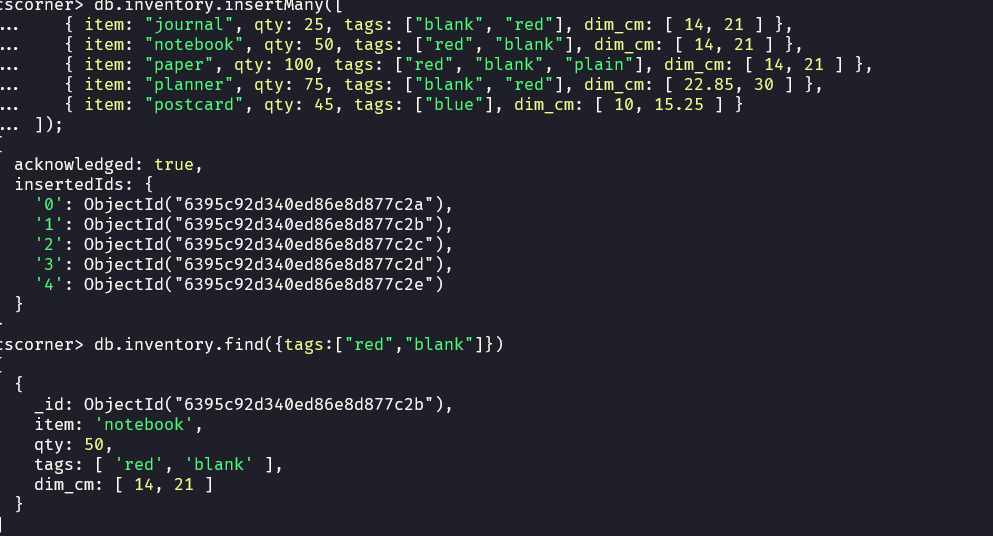 cscorner> db.inventory.insertMany([
...     { item: "journal", qty: 25, tags: ["blank", "red"], dim_cm: [ 14, 21 ] },
...     { item: "notebook", qty: 50, tags: ["red", "blank"], dim_cm: [ 14, 21 ] },
...     { item: "paper", qty: 100, tags: ["red", "blank", "plain"], dim_cm: [ 14, 21 ] },
...     { item: "planner", qty: 75, tags: ["blank", "red"], dim_cm: [ 22.85, 30 ] },
...     { item: "postcard", qty: 45, tags: ["blue"], dim_cm: [ 10, 15.25 ] }
... ]);
{
  acknowledged: true,
  insertedIds: {
    '0': ObjectId("6395c92d340ed86e8d877c2a"),
    '1': ObjectId("6395c92d340ed86e8d877c2b"),
    '2': ObjectId("6395c92d340ed86e8d877c2c"),
    '3': ObjectId("6395c92d340ed86e8d877c2d"),
    '4': ObjectId("6395c92d340ed86e8d877c2e")
  }
}
cscorner> db.inventory.find({tags:["red","blank"]})
[
  {
    _id: ObjectId("6395c92d340ed86e8d877c2b"),
    item: 'notebook',
    qty: 50,
    tags: [ 'red', 'blank' ],
    dim_cm: [ 14, 21 ]
  }
]